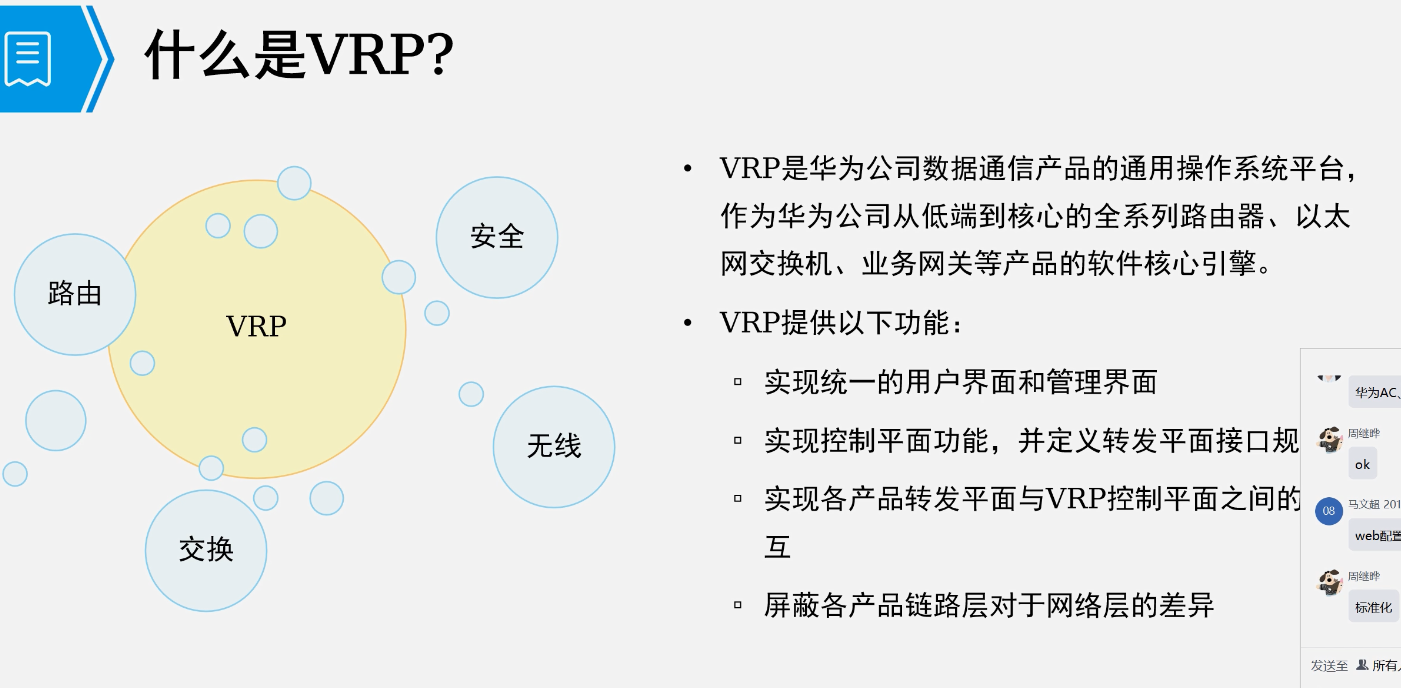 什么是VRP?
路由
VRP
安全
无线
交换
• VRP是华为公司数据通信产品的通用操作系统平台，
作为华为公司从低端到核心的全系列路由器、以太
网交换机、业务网关等产品的软件核心引擎。
• VRP提供以下功能：
▫ 实现统一的用户界面和管理界面
▫ 实现控制平面功能，并定义转发平面接口规
▫ 实现各产品转发平面与VRP控制平面之间的
互
▫ 屏蔽各产品链路层对于网络层的差异
华为AC、
周继晔
ok
08
马文超 201
web配置
周继晔
标准化
发送至 所有人